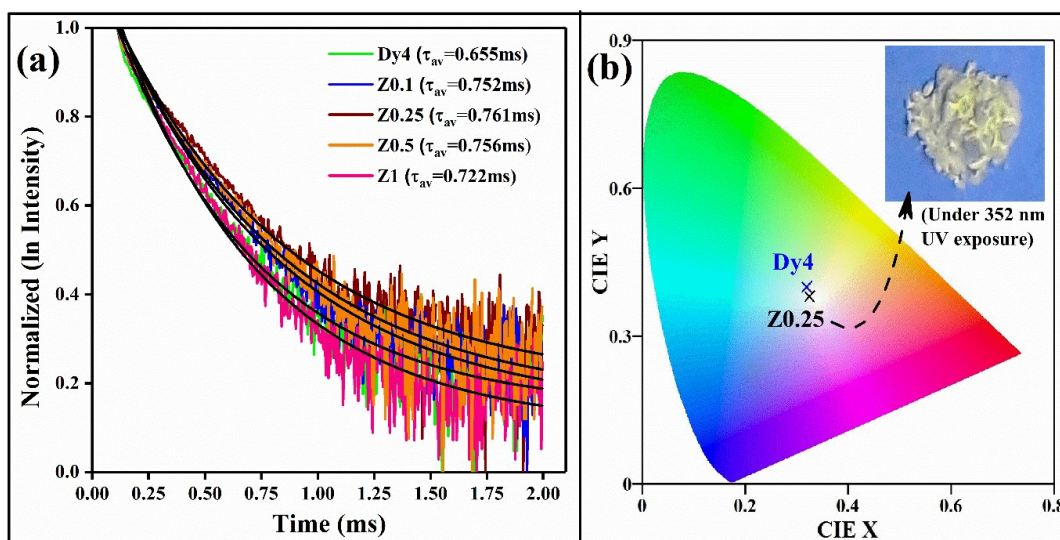 (a)
Dy4 (τav=0.655ms)
Z0.1 (τav=0.752ms)
Z0.25 (τav=0.761ms)
Z0.5 (τav=0.756ms)
Z1 (τav=0.722ms)
Normalized (ln Intensity)
1.0
0.8
0.6
0.4
0.2
0.0
0.00 0.25 0.50 0.75 1.00 1.25 1.50 1.75 2.00
Time (ms)
(b)
(Under 352 nm
UV exposure)
Dy4
Z0.25
CIE Y
0.9
0.6
0.3
0
0 0.2 0.4 0.6 0.8
CIE X